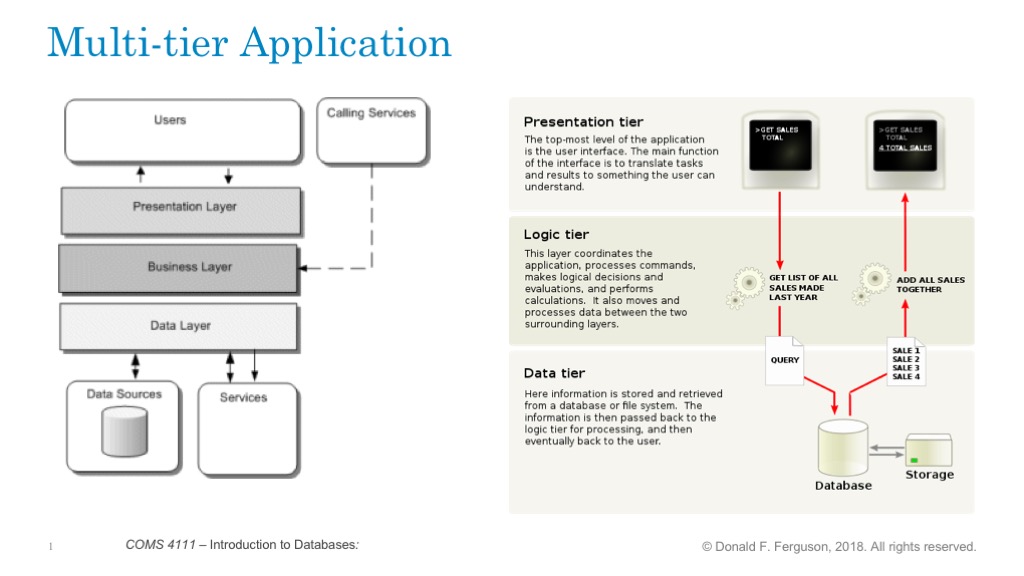 Multi-tier Application
Users
Calling Services
Presentation Layer
Business Layer
Data Layer
Data Sources
Services
Presentation tier
The top-most level of the application
is the user interface. The main function
of the interface is to translate tasks
and results to something the user can
understand.
>GET SALES
TOTAL
>GET SALES
TOTAL
4 TOTAL SALES
Logic tier
This layer coordinates the
application, processes commands,
makes logical decisions and
evaluations, and performs
calculations. It also moves and
processes data between the two
surrounding layers.
GET LIST OF ALL
SALES MADE
LAST YEAR
ADD ALL SALES
TOGETHER
Data tier
Here information is stored and retrieved
from a database or file system. The
information is then passed back to the
logic tier for processing, and then
eventually back to the user.
QUERY
SALE 1
SALE 2
SALE 3
SALE 4
Database
Storage
1
COMS 4111 – Introduction to Databases:
© Donald F. Ferguson, 2018. All rights reserved.